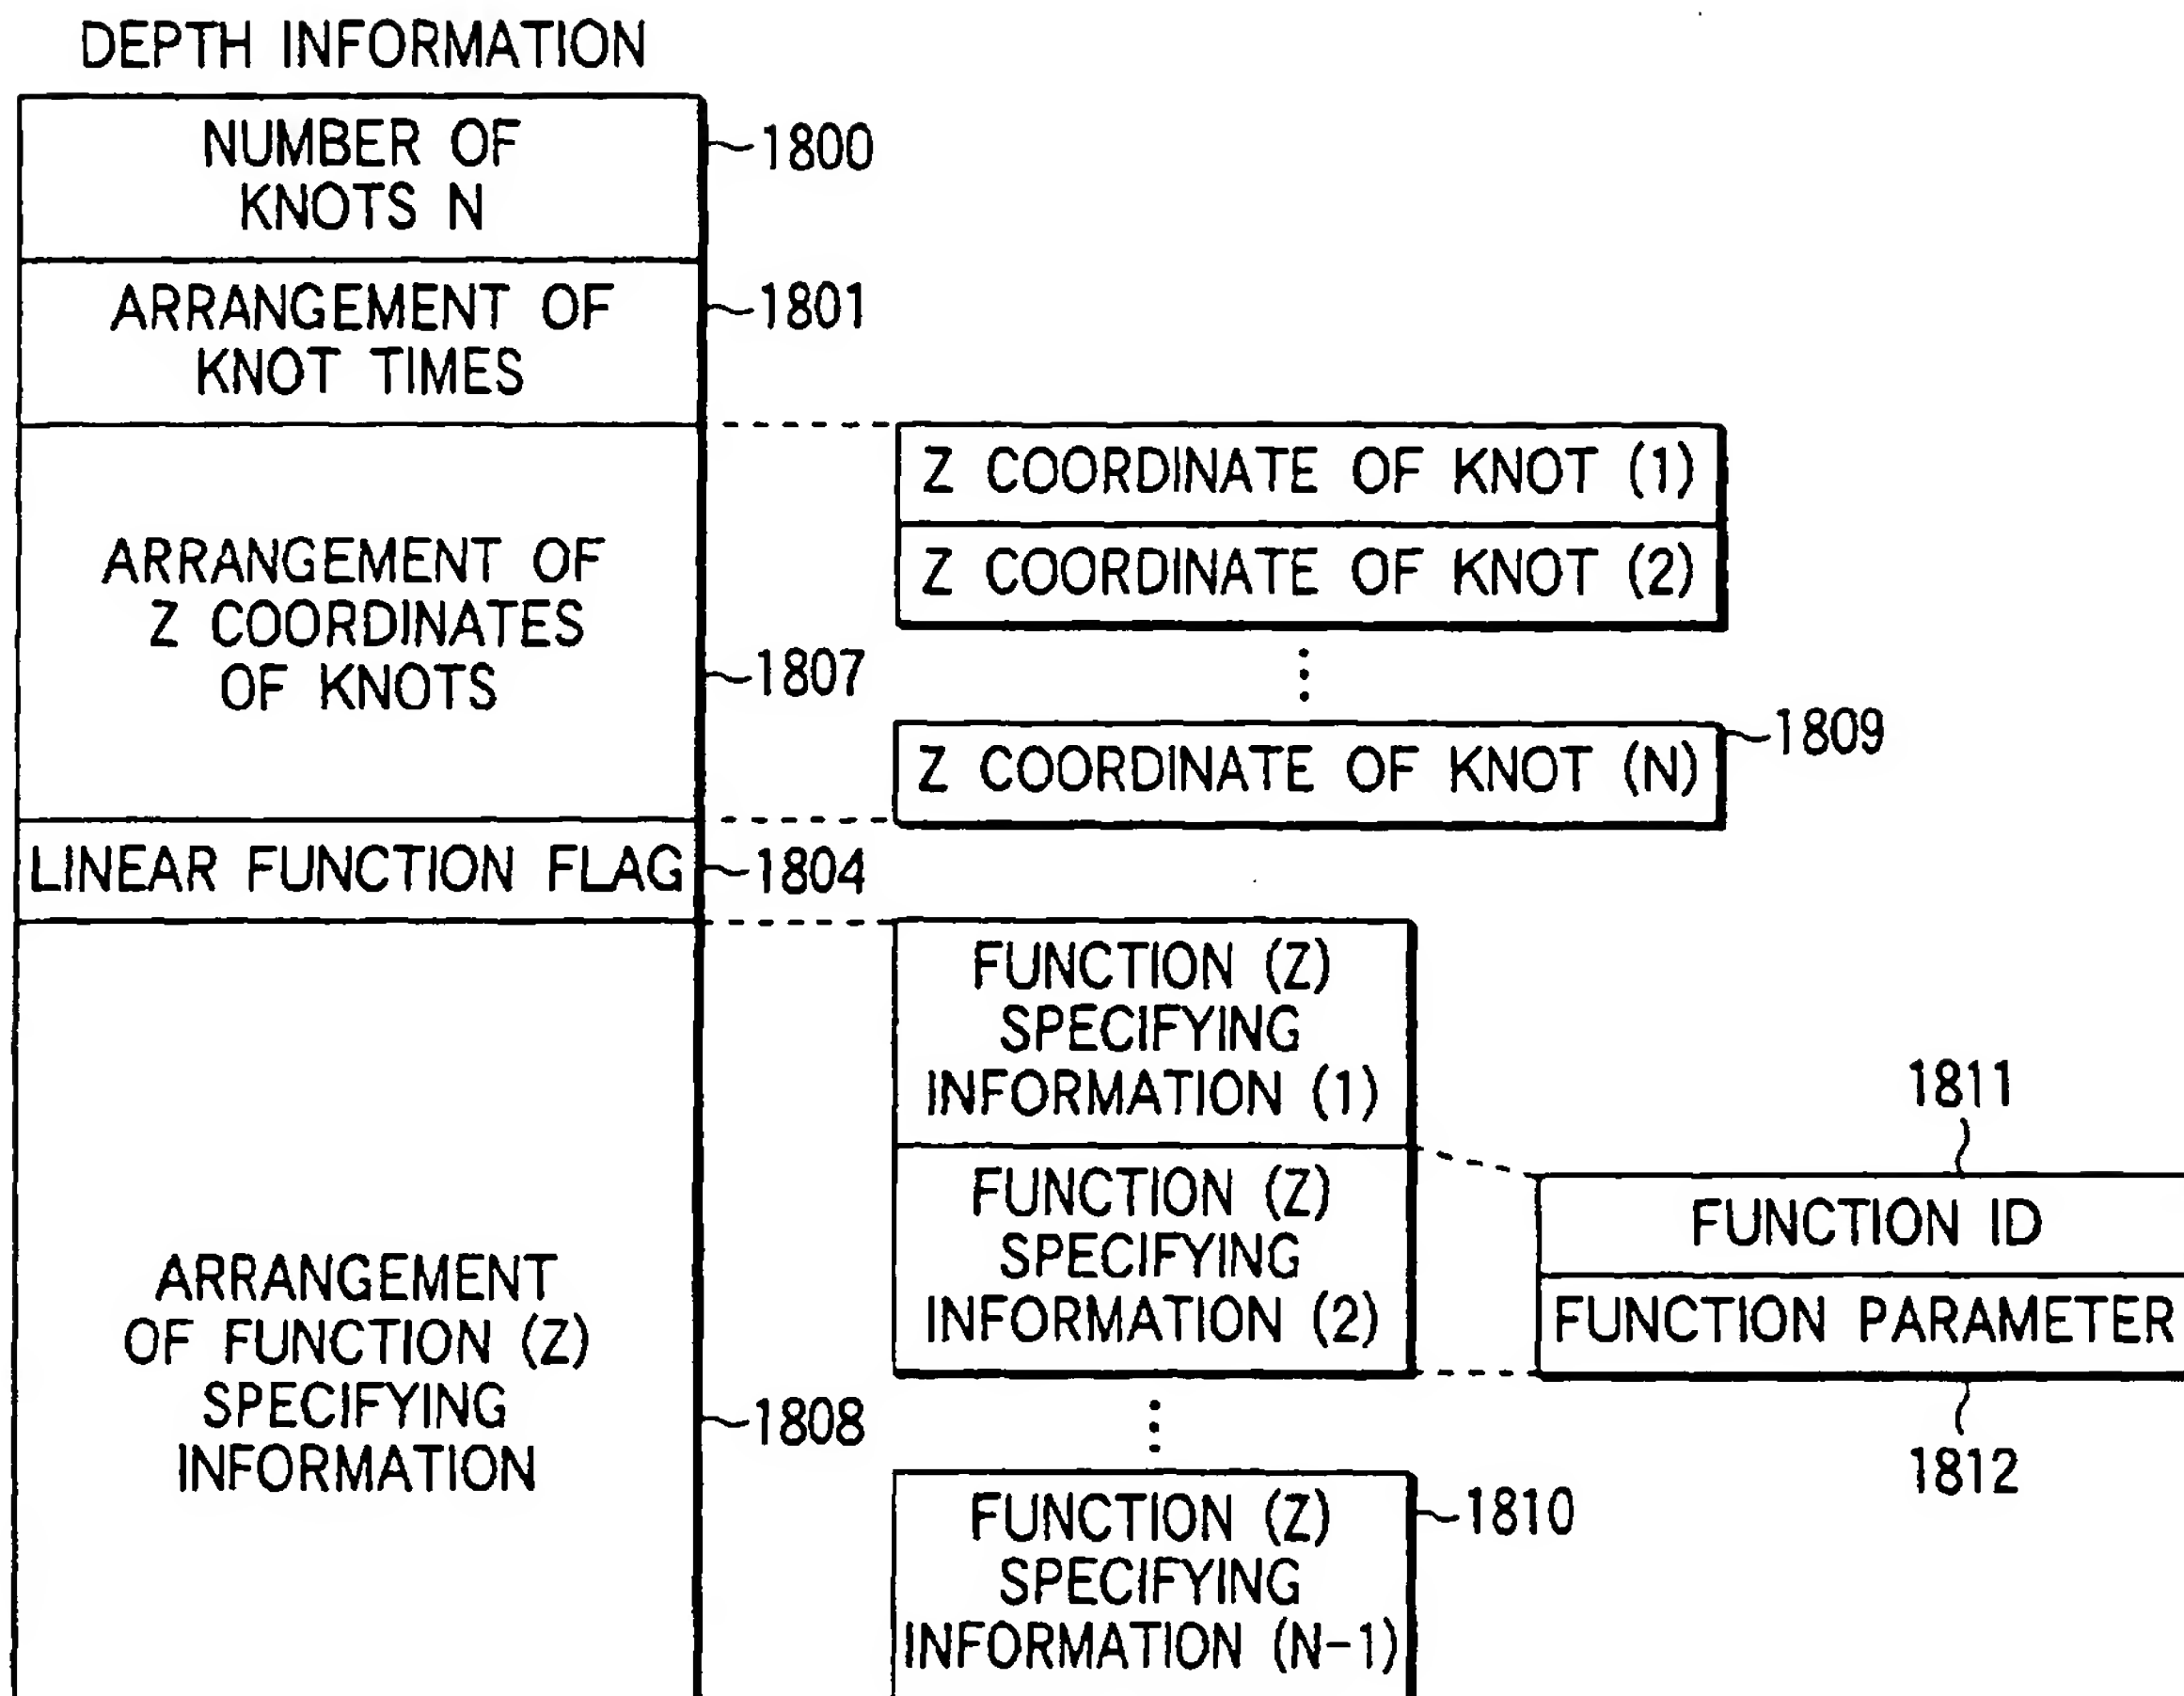 DEPTH INFORMATION
NUMBER OF
KNOTS N
1800
ARRANGEMENT OF
KNOT TIMES
1801
ARRANGEMENT OF
Z COORDINATES
OF KNOTS
1807
Z COORDINATE OF KNOT (1)
Z COORDINATE OF KNOT (2)
Z COORDINATE OF KNOT (N)
1809
LINEAR FUNCTION FLAG
1804
ARRANGEMENT
OF FUNCTION (Z)
SPECIFYING
INFORMATION
1808
FUNCTION (Z)
SPECIFYING
INFORMATION (1)
FUNCTION (Z)
SPECIFYING
INFORMATION (2)
1811
FUNCTION ID
FUNCTION PARAMETER
1812
FUNCTION (Z)
SPECIFYING
INFORMATION (N-1)
1810